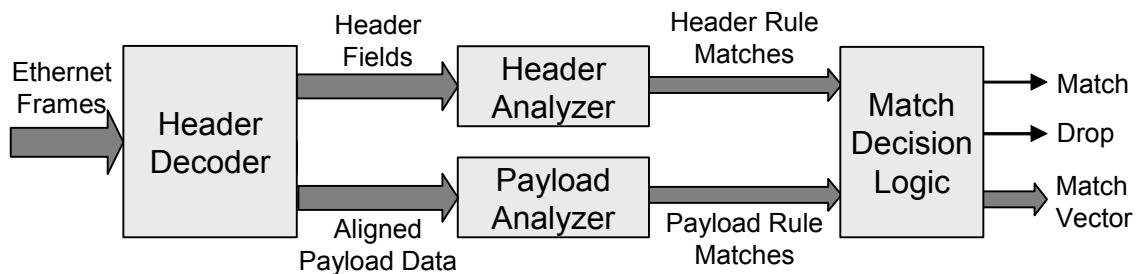 Ethernet
Frames
Header
Decoder
Header
Fields
Aligned
Payload Data
Header
Analyzer
Payload
Analyzer
Header Rule
Matches
Payload Rule
Matches
Match
Decision
Logic
Match
Drop
Match
Vector